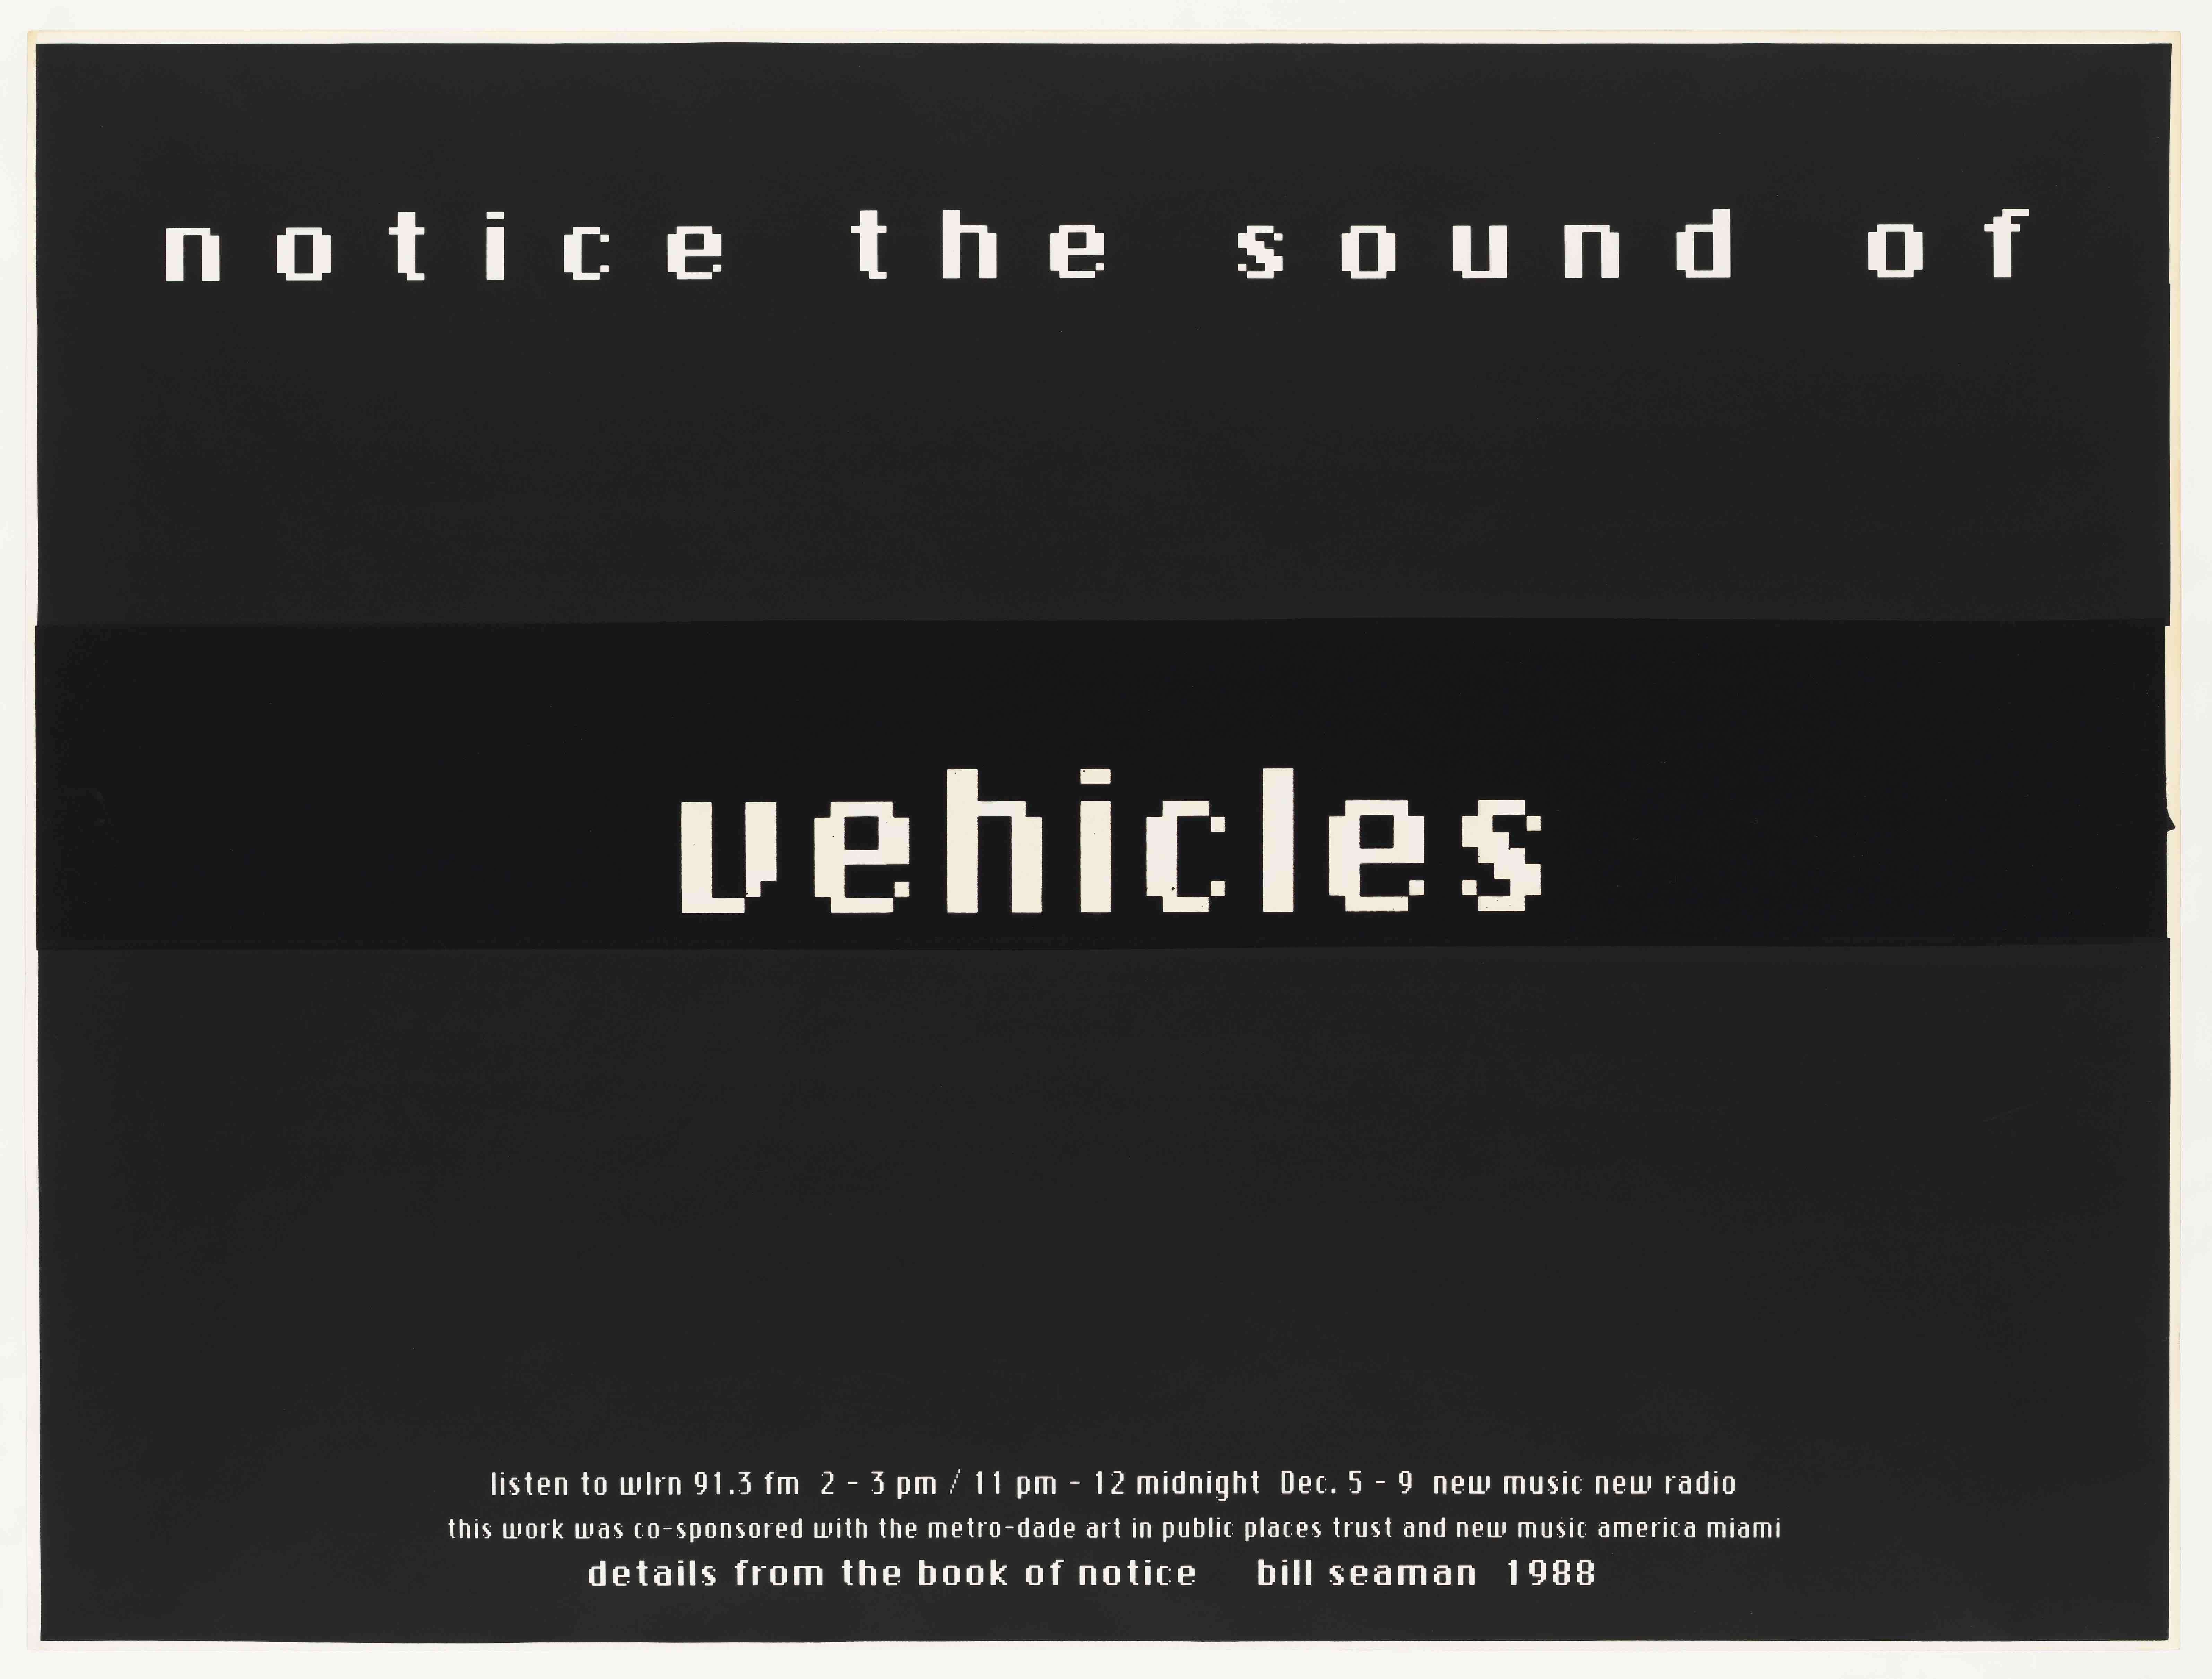 notice the sound of
vehicles
listen to wlrn 91.3 fm 2 - 3 pm / 11 pm - 12 midnight Dec. 5 - 9 new music new radio
this work was co-sponsored with the metro-dade art in public places trust and new music america miami
details from the book of notice bill seaman 1988